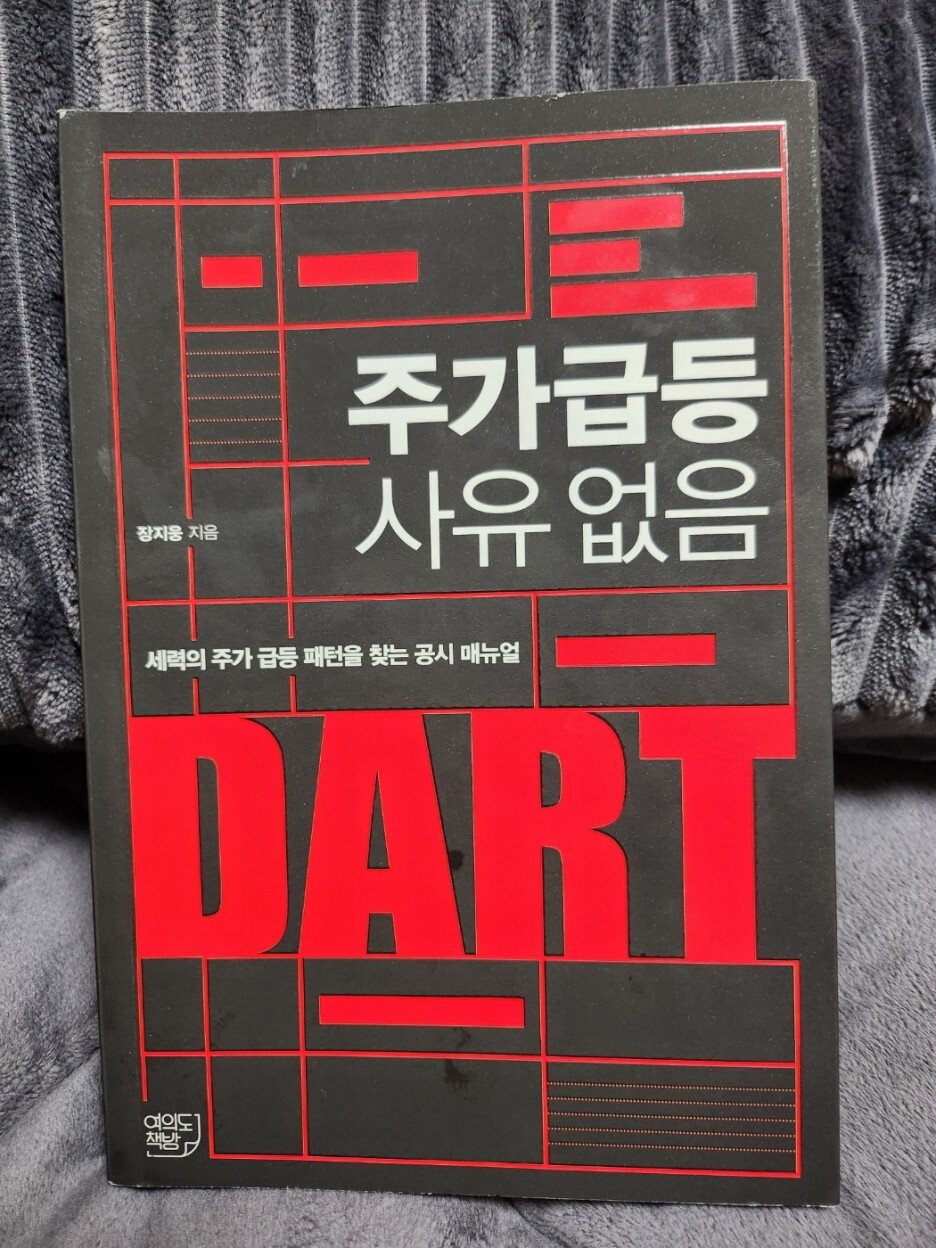 주가급등
사유 없음
장지웅 지음
세력의 주가 급등 패턴을 찾는 공시 매뉴얼
DART
여의도
책방